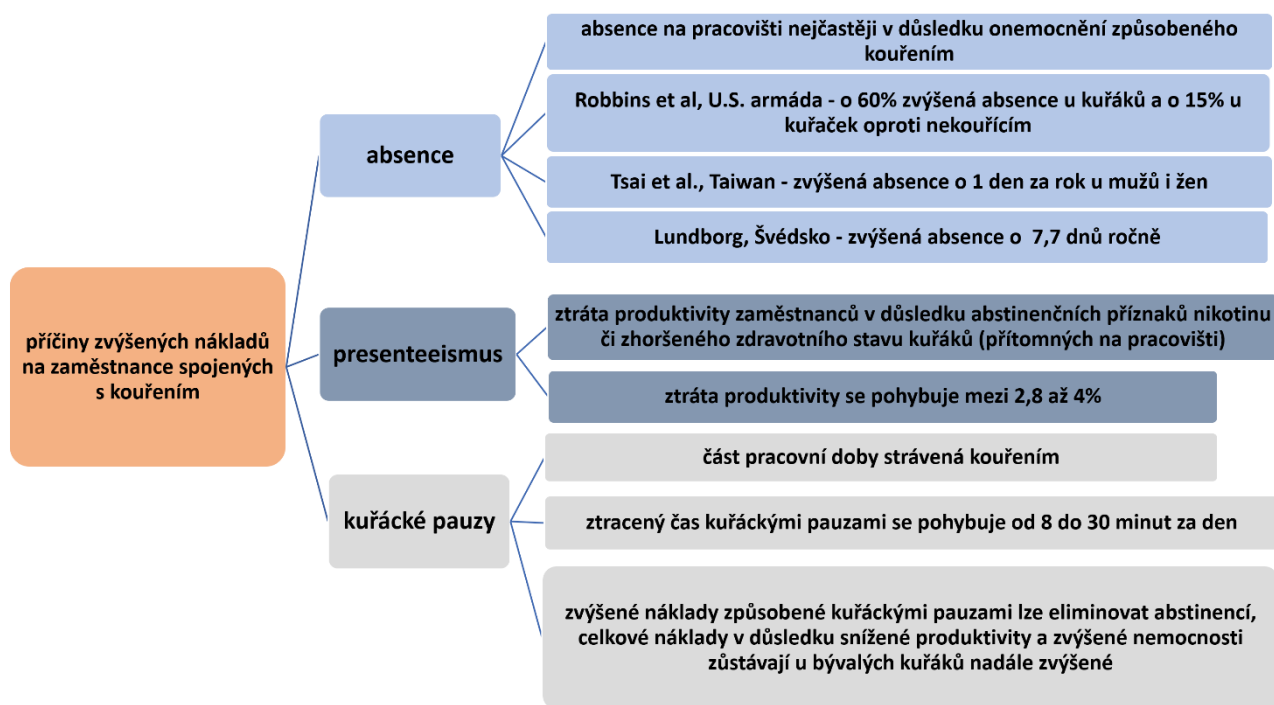 příčiny zvýšených nákladů
na zaměstnance spojených
s kouřením
absence
absence na pracovišti nejčastěji v důsledku onemocnění způsobeného
kouřením
Robbins et al, U.S. armáda - o 60% zvýšená absence u kuřáků a o 15% u
kuřaček oproti nekouřícím
Tsai et al., Taiwan - zvýšená absence o 1 den za rok u mužů i žen
Lundborg, Švédsko - zvýšená absence o 7,7 dnů ročně
presenteeismus
ztráta produktivity zaměstnanců v důsledku abstinenčních příznaků nikotinu
či zhoršeného zdravotního stavu kuřáků (přítomných na pracovišti)
ztráta produktivity se pohybuje mezi 2,8 až 4%
kuřácké pauzy
část pracovní doby strávená kouřením
ztracený čas kuřáckými pauzami se pohybuje od 8 do 30 minut za den
zvýšené náklady způsobené kuřáckými pauzami lze eliminovat abstinencí,
celkové náklady v důsledku snížené produktivity a zvýšené nemocnosti
zůstávají u bývalých kuřáků nadále zvýšené